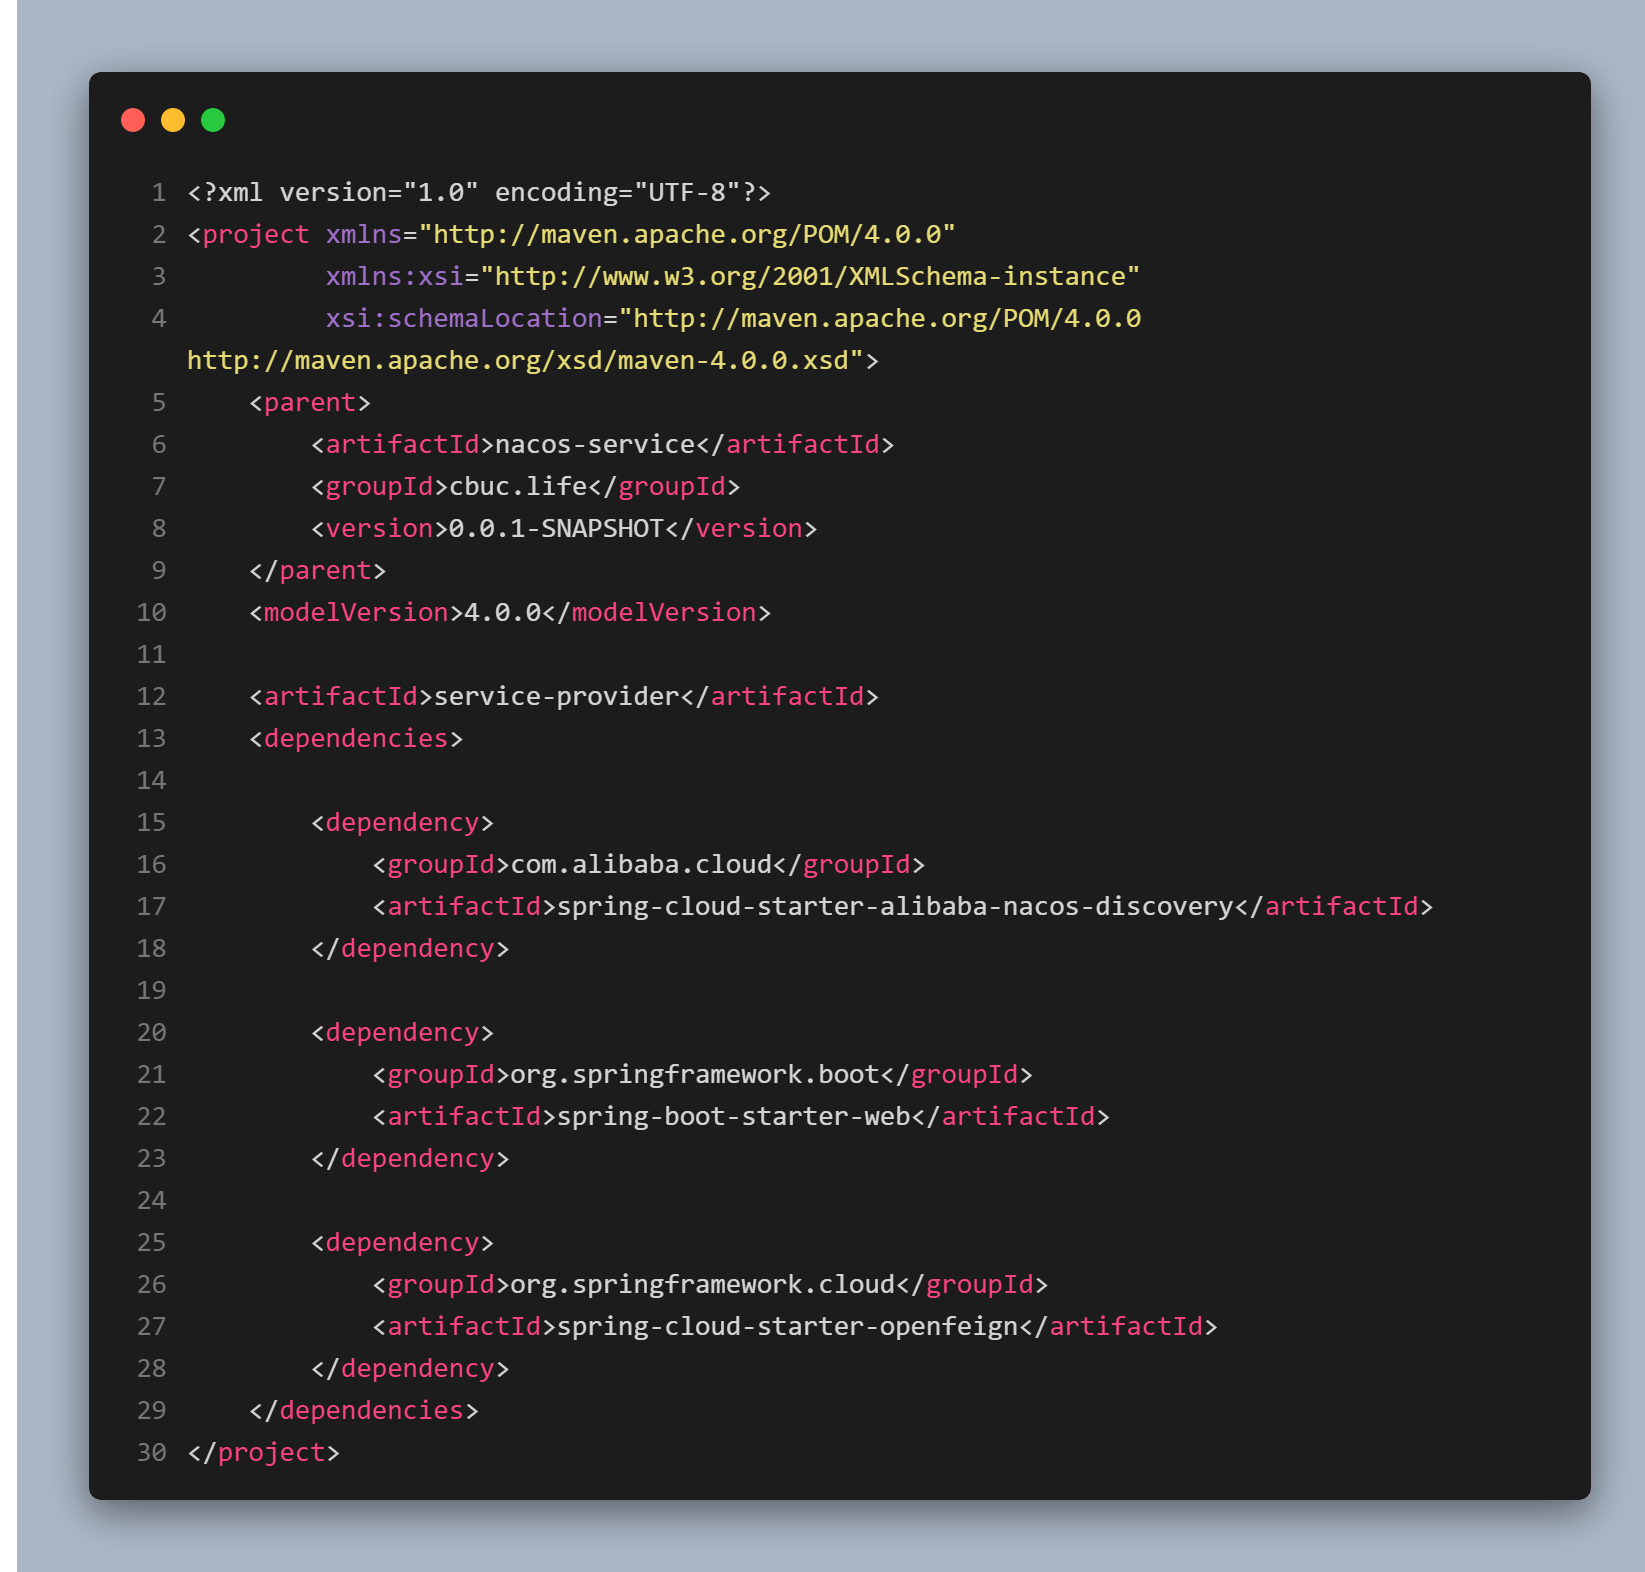 1 <?xml version="1.0" encoding="UTF-8"?>
2 <project xmlns="http://maven.apache.org/POM/4.0.0"
3          xmlns:xsi="http://www.w3.org/2001/XMLSchema-instance"
4          xsi:schemaLocation="http://maven.apache.org/POM/4.0.0
http://maven.apache.org/xsd/maven-4.0.0.xsd">
5     <parent>
6         <artifactId>nacos-service</artifactId>
7         <groupId>cbuc.life</groupId>
8         <version>0.0.1-SNAPSHOT</version>
9     </parent>
10     <modelVersion>4.0.0</modelVersion>
11
12     <artifactId>service-provider</artifactId>
13     <dependencies>
14
15         <dependency>
16             <groupId>com.alibaba.cloud</groupId>
17             <artifactId>spring-cloud-starter-alibaba-nacos-discovery</artifactId>
18         </dependency>
19
20         <dependency>
21             <groupId>org.springframework.boot</groupId>
22             <artifactId>spring-boot-starter-web</artifactId>
23         </dependency>
24
25         <dependency>
26             <groupId>org.springframework.cloud</groupId>
27             <artifactId>spring-cloud-starter-openfeign</artifactId>
28         </dependency>
29     </dependencies>
30 </project>